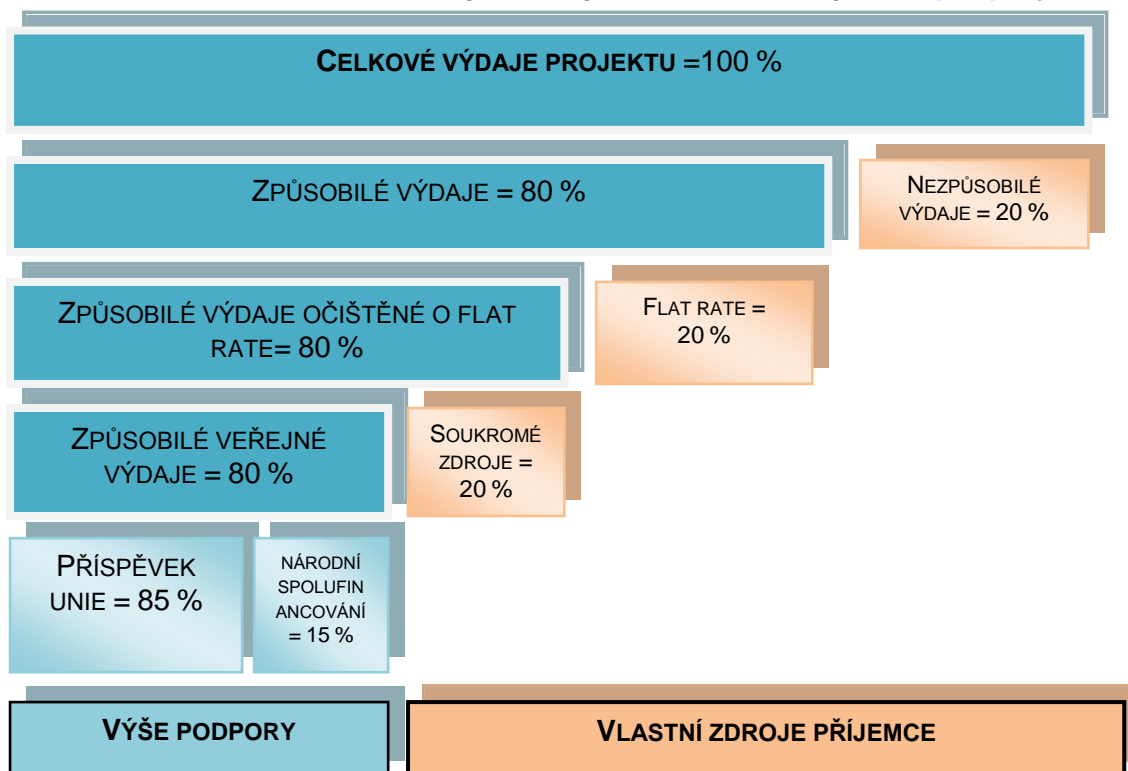 CELKOVÉ VÝDAJE PROJEKTU =100 %
ZPŮSOBILÉ VÝDAJE = 80 %
NEZPŮSOBILÉ
VÝDAJE = 20 %
ZPŮSOBILÉ VÝDAJE OČIŠTĚNÉ O FLAT
RATE= 80 %
FLAT RATE =
20 %
ZPŮSOBILÉ VEŘEJNÉ
VÝDAJE = 80 %
SOUKROMÉ
ZDROJE =
20 %
PŘÍSPĚVEK
UNIE = 85 %
NÁRODNÍ
SPOLUFIN
ANCOVÁNÍ
= 15 %
VÝŠE PODPORY
VLASTNÍ ZDROJE PŘÍJEMCE